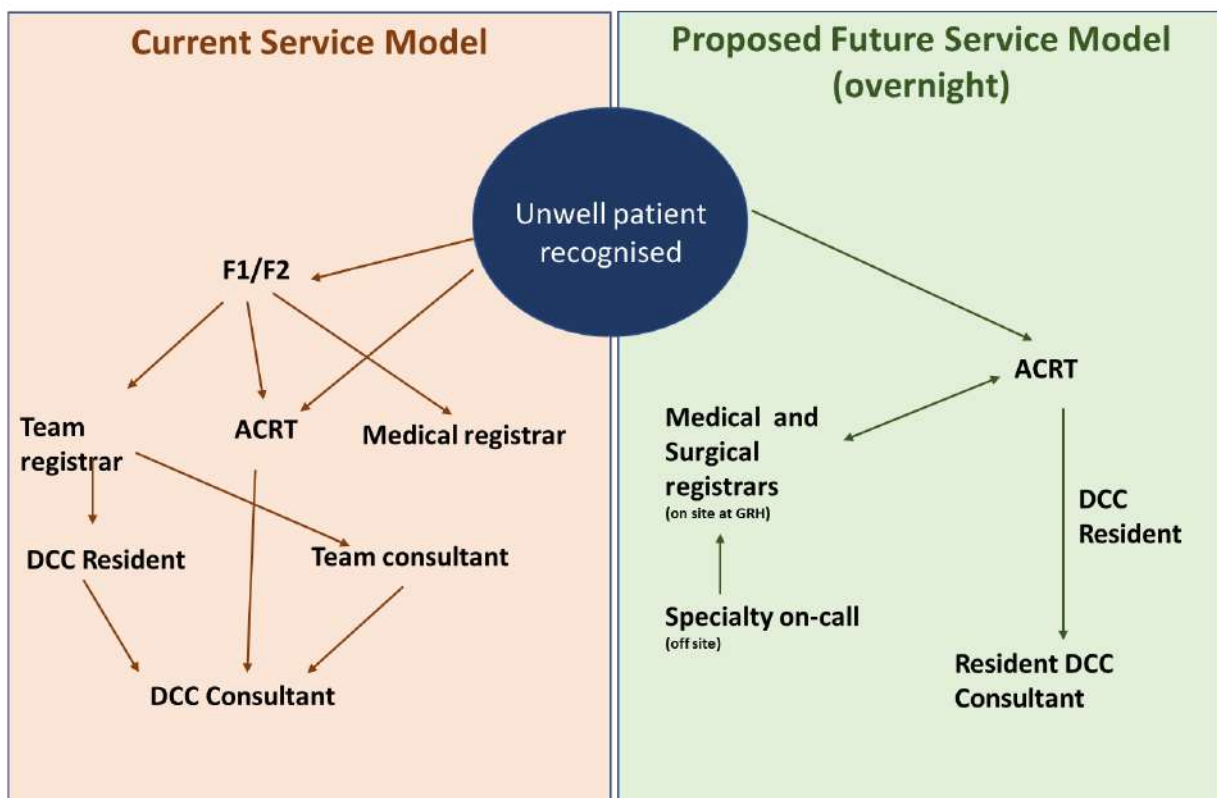 Current Service Model
Proposed Future Service Model
(overnight)
Unwell patient
recognised
F1/F2
Team
registrar
ACRT
Medical registrar
DCC Resident
Team consultant
DCC Consultant
ACRT
Medical and
Surgical
registrars
(on site at GRH)
DCC
Resident
Specialty on-call
(off site)
Resident DCC
Consultant